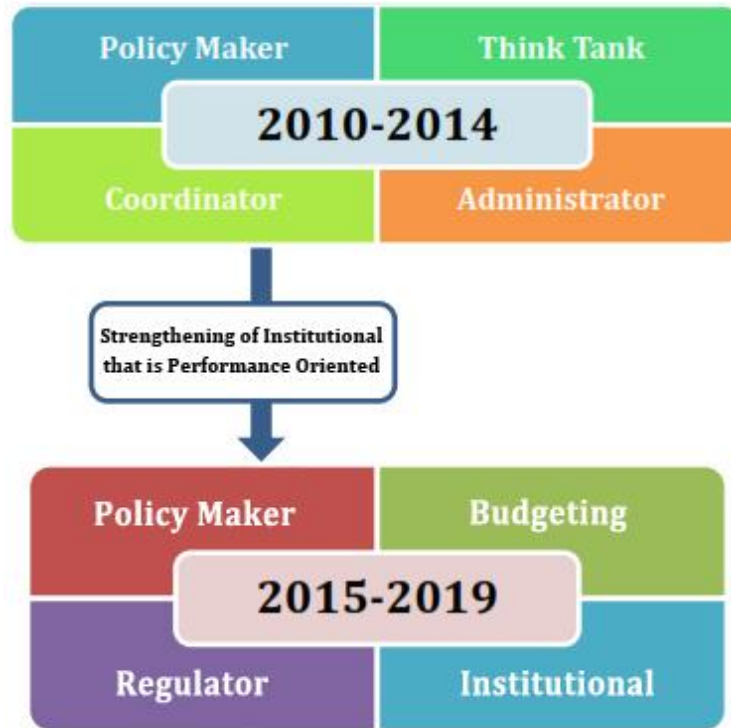 Policy Maker
Think Tank
2010-2014
Coordinator
Administrator
Strengthening of Institutional
that is Performance Oriented
Policy Maker
Budgeting
2015-2019
Regulator
Institutional